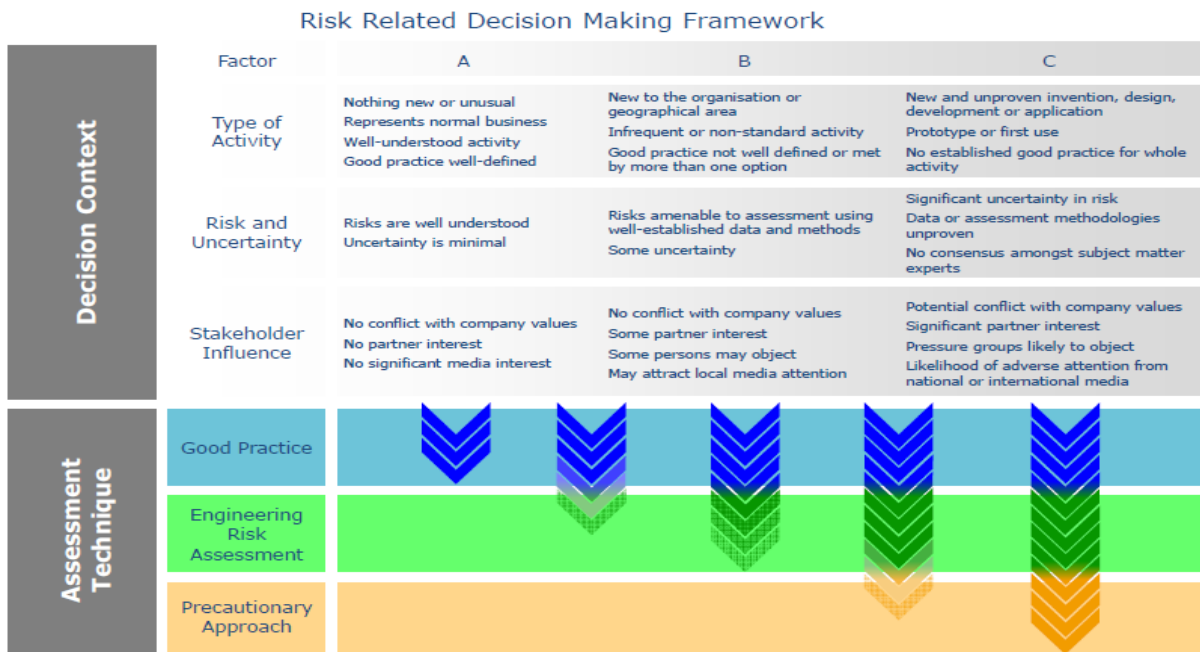 Risk Related Decision Making Framework
Decision Context
Factor
A
B
C
Type of
Activity
Nothing new or unusual
Represents normal business
Well-understood activity
Good practice well-defined
New to the organisation or
geographical area
Infrequent or non-standard activity
Good practice not well defined or met
by more than one option
New and unproven invention, design,
development or application
Prototype or first use
No established good practice for whole
activity
Risk and
Uncertainty
Risks are well understood
Uncertainty is minimal
Risks amenable to assessment using
well-established data and methods
Some uncertainty
Significant uncertainty in risk
Data or assessment methodologies
unproven
No consensus amongst subject matter
experts
Stakeholder
Influence
No conflict with company values
No partner interest
No significant media interest
No conflict with company values
Some partner interest
Some persons may object
May attract local media attention
Potential conflict with company values
Significant partner interest
Pressure groups likely to object
Likelihood of adverse attention from
national or international media
Assessment
Technique
Good Practice
Engineering
Risk
Assessment
Precautionary
Approach